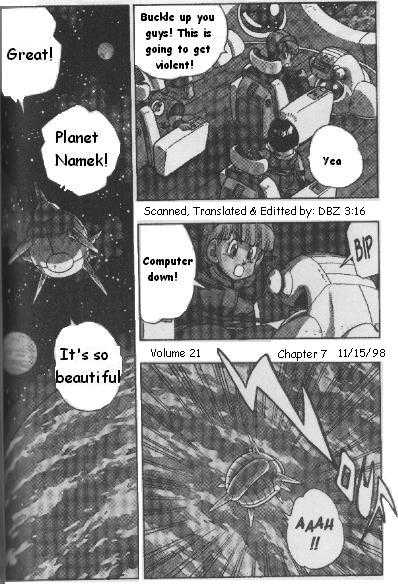 Great!
Planet
Namek!
It's so
beautiful
Buckle up you
guys! This is
going to get
violent!
Yea
Scanned, Translated & Editted by: DBZ 3:16
Computer
down!
BIP
Volume 21 Chapter 7 11/15/98
AAAH
!!